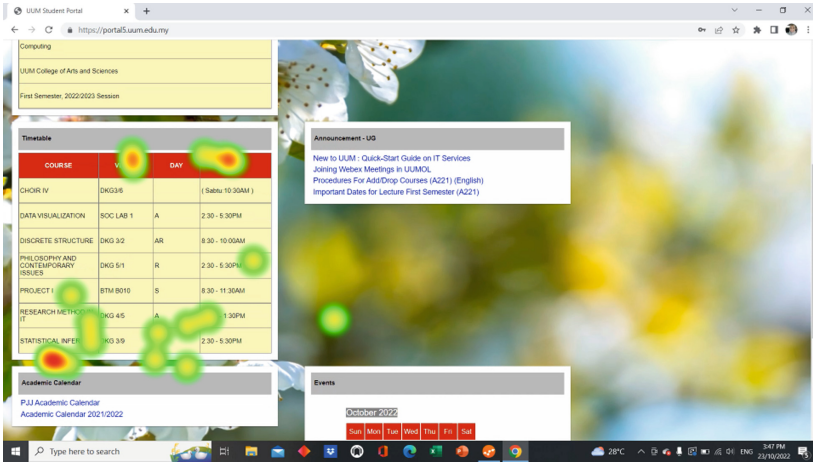 UUM Student Portal
https://portal5.uum.edu.my
Computing
UUM College of Arts and Sciences
First Semester, 2022/2023 Session
Timetable
COURSE DAY
CHOIR IV DKG3/6 ( Sabtu:10:30AM )
DATA VISUALIZATION SOC LAB 1 A 2:30 - 5:30PM
DISCRETE STRUCTURE DKG 3/2 AR 8:30 - 10:00AM
PHILOSOPHY AND
CONTEMPORARY DKG 5/1 R 2:30 - 5:30PM
ISSUES
PROJECT I BTM B010 S 8:30 - 11:30AM
RESEARCH DKG 4/5 A 1:30PM
IT
STATISTICAL DKG 3/9 2:30 - 5:30PM
Academic Calendar
PJJ Academic Calendar
Academic Calendar 2021/2022
Announcement - UG
New to UUM : Quick-Start Guide on IT Services
Joining Webex Meetings in UUMOL
Procedures For Add/Drop Courses (A221) (English)
Important Dates for Lecture First Semester (A221)
Events
October 2022
Sun Mon Tue Wed Thu Fri Sat
Type here to search
28°C ENG 3:47 PM
23/10/2022